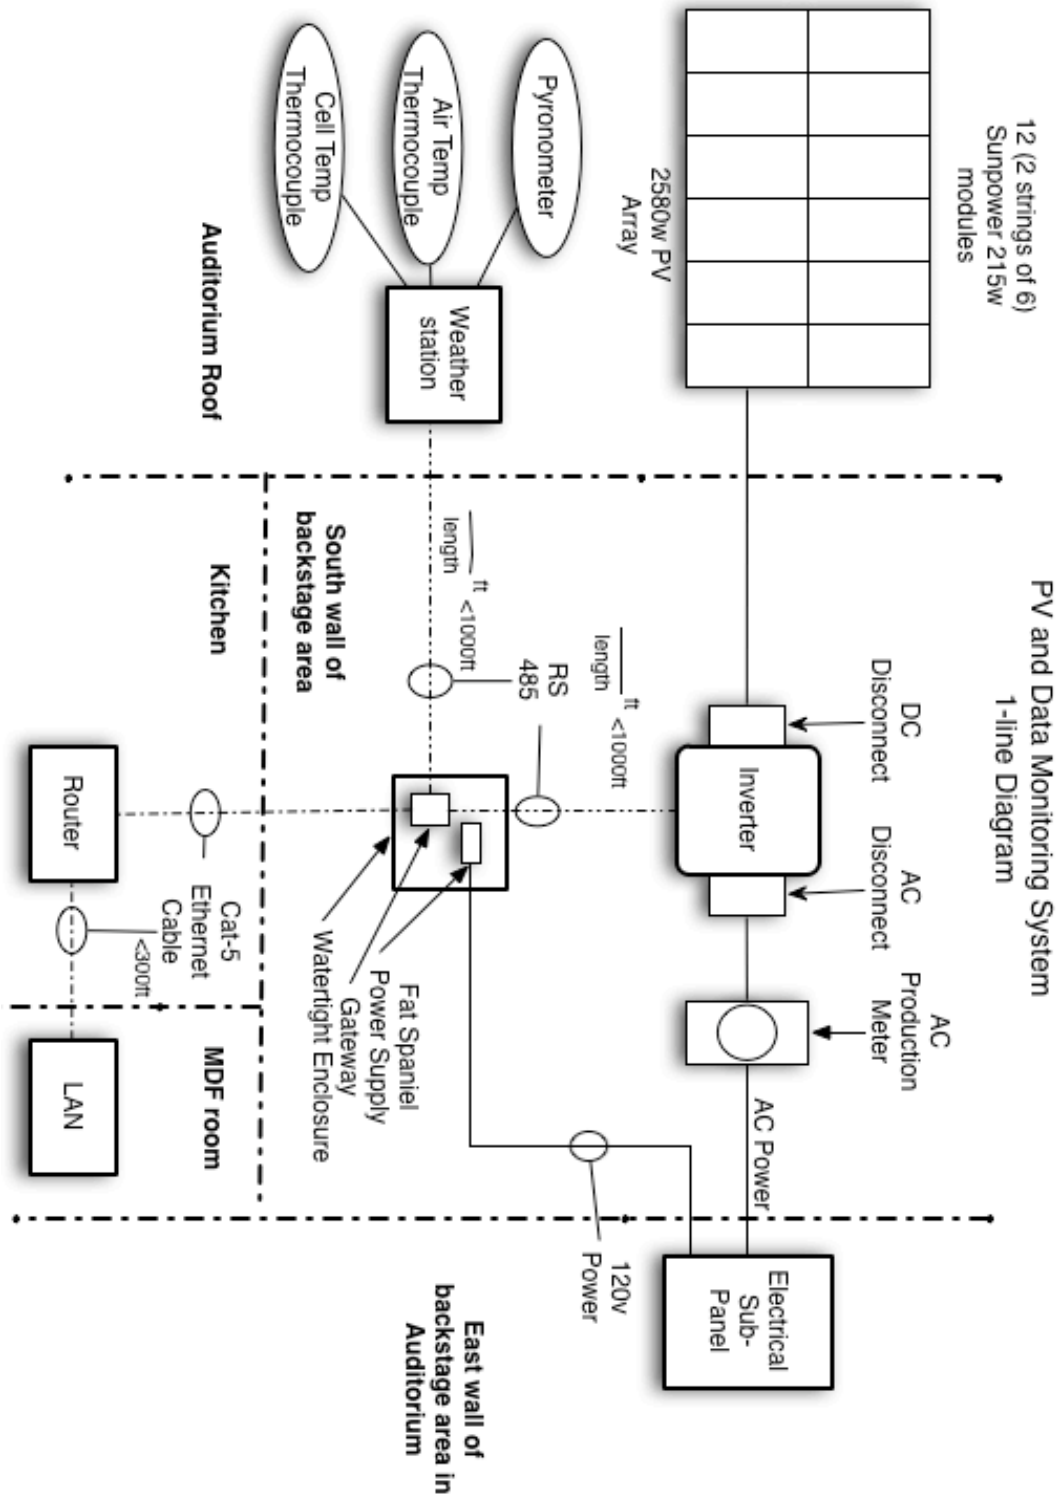 PV and Data Monitoring System
1-line Diagram
12 (2 strings of 6)
Sunpower 215w
modules
2580w PV
Array
DC
Disconnect
Inverter
AC
Disconnect
AC
Production
Meter
AC Power
Electrical
Sub-
Panel
Pyronometer
Air Temp
Thermocouple
Cell Temp
Thermocouple
Weather
station
Auditorium Roof
ft <1000ft
length
RS
485
ft <1000ft
length
120v
Power
South wall of
backstage area
Fat Spaniel
Power Supply
Gateway
Watertight Enclosure
East wall of
backstage area in
Auditorium
Kitchen
Router
Cat-5
Ethernet
Cable
<300ft
MDF room
LAN